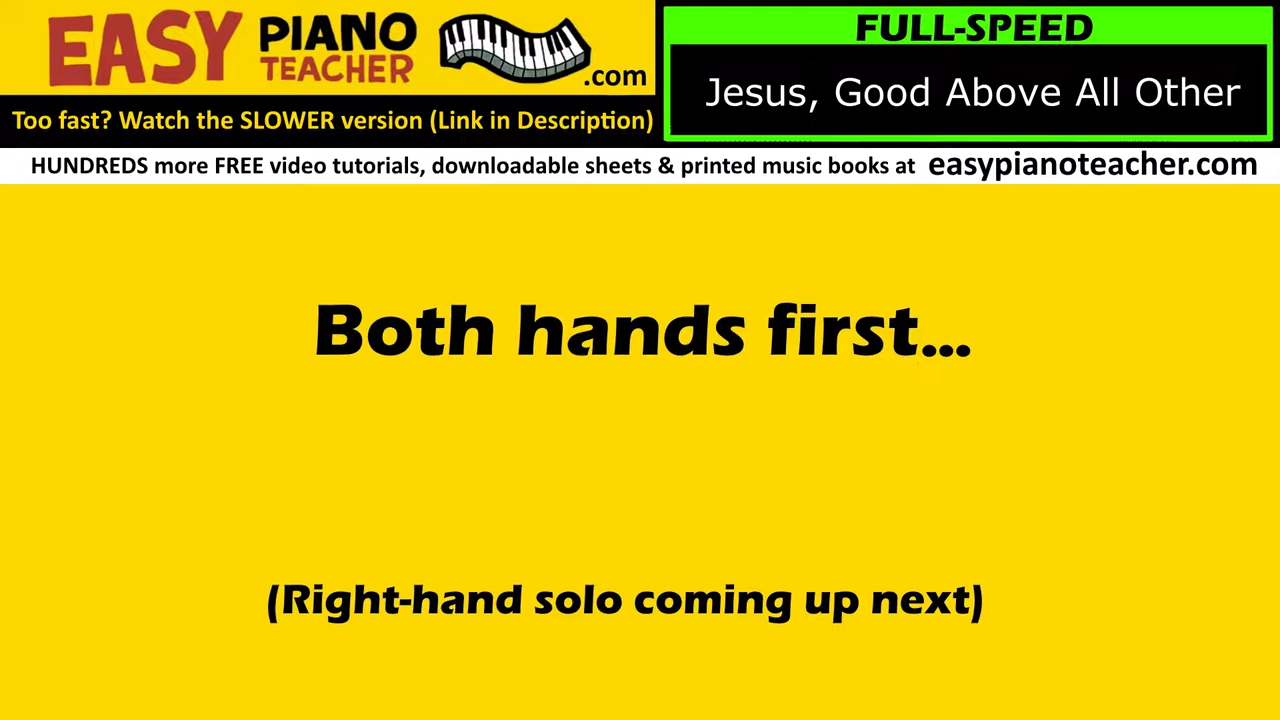 EASY PIANO TEACHER .com
Too fast? Watch the SLOWER version (Link in Description)
FULL-SPEED
Jesus, Good Above All Other
HUNDREDS more FREE video tutorials, downloadable sheets & printed music books at easypianoteacher.com
Both hands first...
(Right-hand solo coming up next)